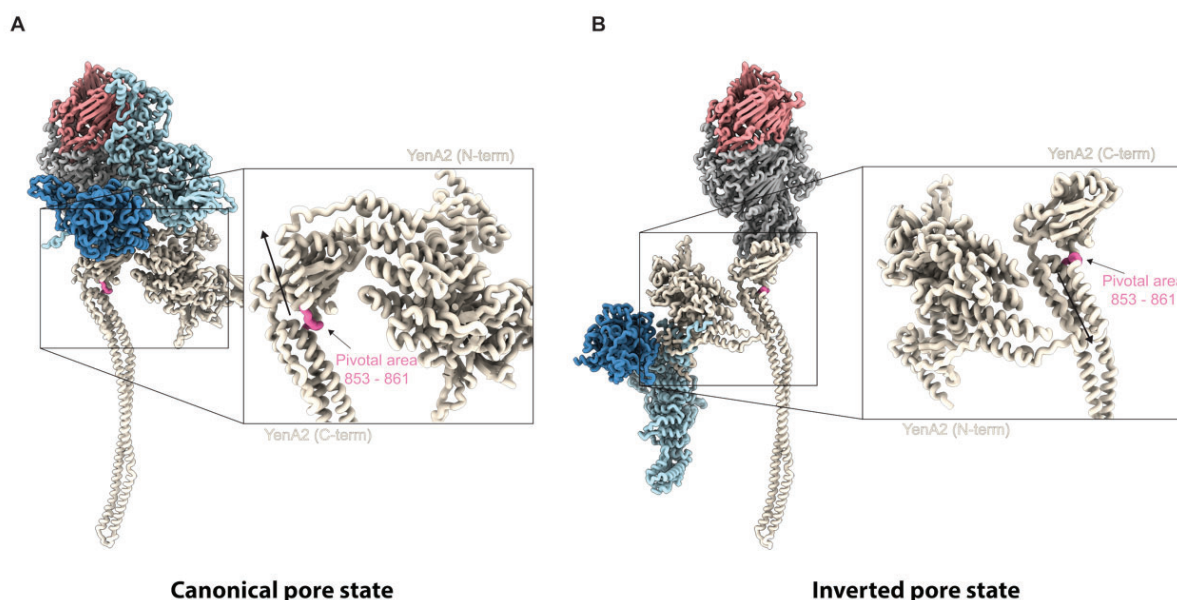 A
B
YenA2 (N-term)
Pivotal area
853 - 861
YenA2 (C-term)
YenA2 (C-term)
Pivotal area
853 - 861
YenA2 (N-term)
Canonical pore state
Inverted pore state